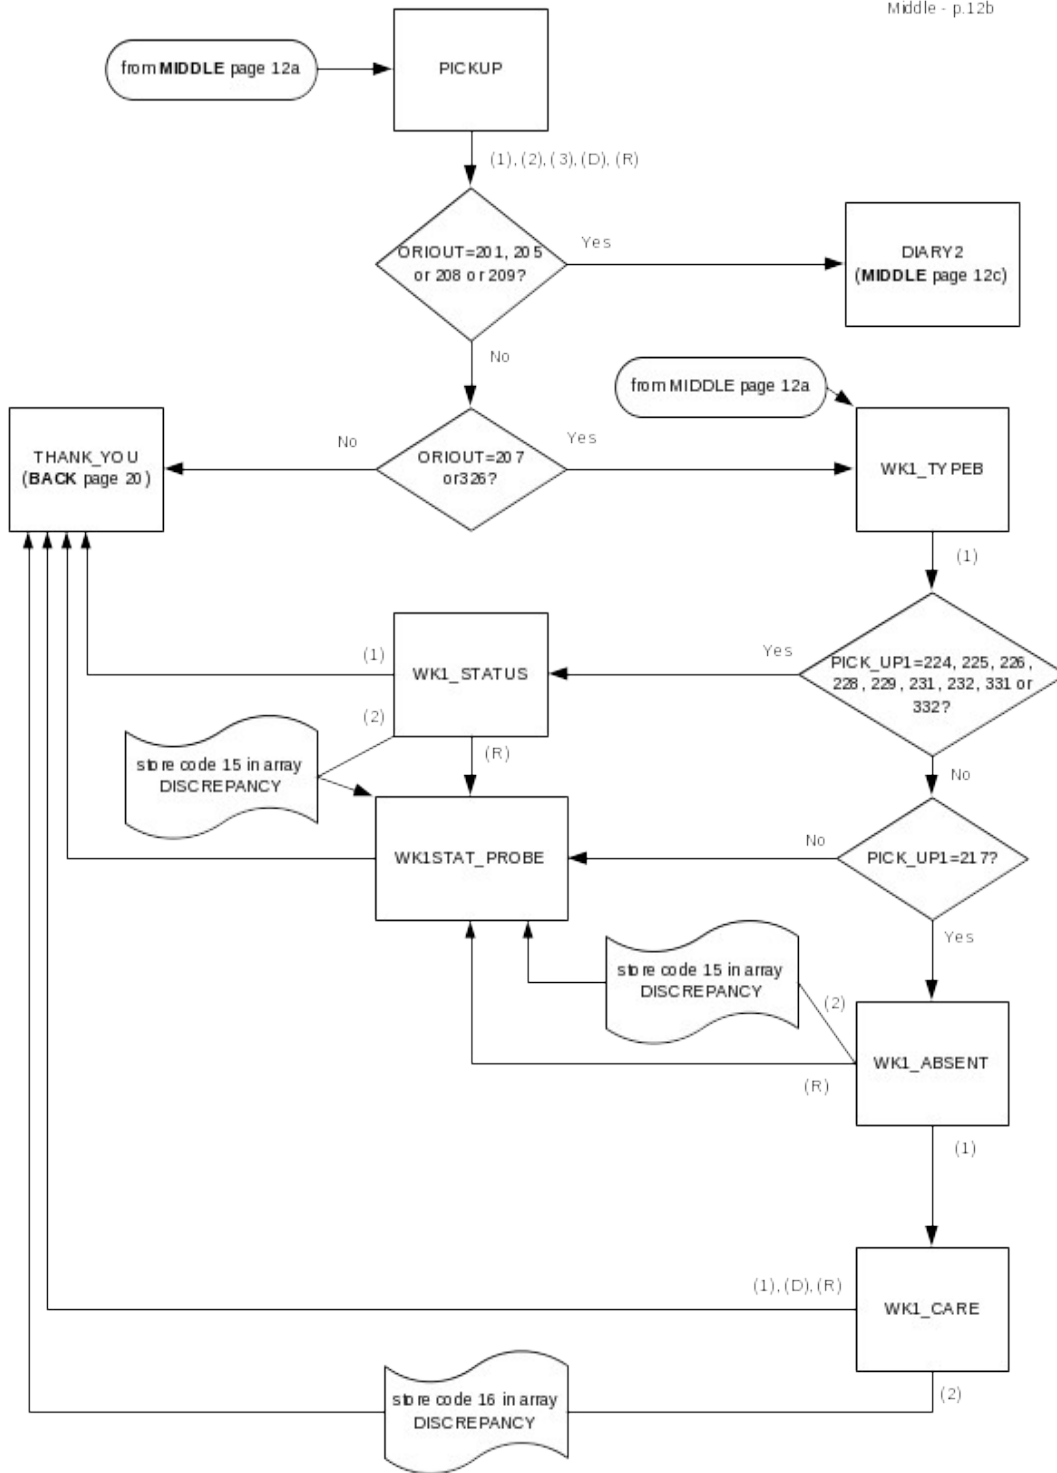 Middle - p.12b
from MIDDLE page 12a
PICKUP
(1), (2), (3), (D), (R)
ORIOUT=201, 205
or 208 or 209?
Yes
DIARY2
(MIDDLE page 12c)
No
from MIDDLE page 12a
THANK_YOU
(BACK page 20)
No
ORIOUT=207
or326?
Yes
WK1_TYPEB
(1)
PICK_UP1=224, 225, 226,
228, 229, 231, 232, 331 or
332?
Yes
WK1_STATUS
(1)
(2)
(R)
store code 15 in array
DISCREPANCY
No
WK1STAT_PROBE
No
PICK_UP1=217?
Yes
store code 15 in array
DISCREPANCY
(2)
WK1_ABSENT
(R)
(1)
(1), (D), (R)
WK1_CARE
(2)
store code 16 in array
DISCREPANCY